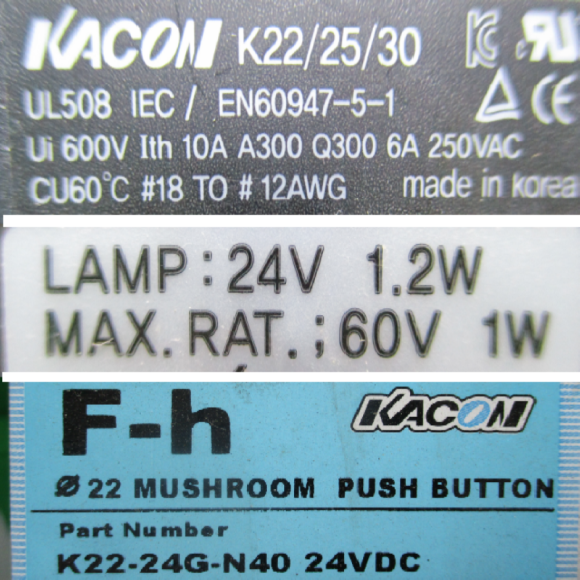 KACON K22/25/30
UL508 IEC / EN60947-5-1
Ui 600V Ith 10A A300 Q300 6A 250VAC
CU60°C #18 TO #12AWG made in korea
LAMP : 24V 1.2W
MAX. RAT. ; 60V 1W
F-h KACON
Ø 22 MUSHROOM PUSH BUTTON
Part Number
K22-24G-N40 24VDC